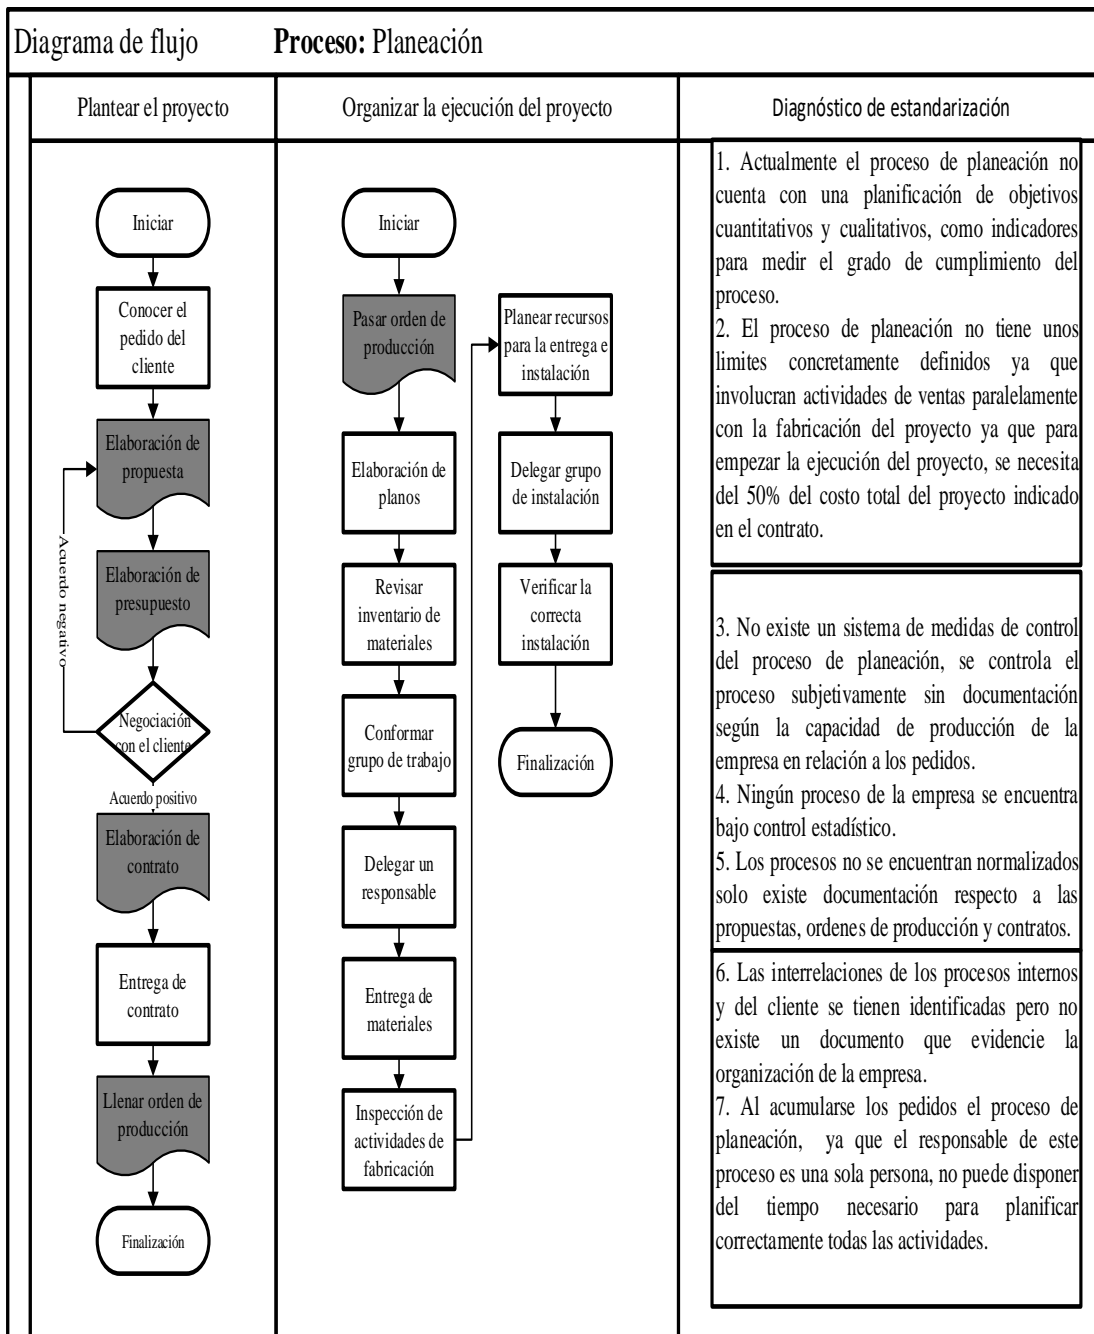 Diagrama de flujo Proceso: Planeación
Plantear el proyecto
Organizar la ejecución del proyecto
Diagnóstico de estandarización
Iniciar
Conocer el
pedido del
cliente
Elaboración de
propuesta
Elaboración de
presupuesto
Acuerdo negativo
Negociación
con el cliente
Acuerdo positivo
Elaboración de
contrato
Entrega de
contrato
Llenar orden de
producción
Finalización
Iniciar
Pasar orden de
producción
Elaboración de
planos
Revisar
inventario de
materiales
Conformar
grupo de trabajo
Delegar un
responsable
Entrega de
materiales
Inspección de
actividades de
fabricación
Planear recursos
para la entrega e
instalación
Delegar grupo
de instalación
Verificar la
correcta
instalación
Finalización
1. Actualmente el proceso de planeación no
cuenta con una planificación de objetivos
cuantitativos y cualitativos, como indicadores
para medir el grado de cumplimiento del
proceso.
2. El proceso de planeación no tiene unos
limites concretamente definidos ya que
involucran actividades de ventas paralelamente
con la fabricación del proyecto ya que para
empezar la ejecución del proyecto, se necesita
del 50% del costo total del proyecto indicado
en el contrato.
3. No existe un sistema de medidas de control
del proceso de planeación, se controla el
proceso subjetivamente sin documentación
según la capacidad de producción de la
empresa en relación a los pedidos.
4. Ningún proceso de la empresa se encuentra
bajo control estadístico.
5. Los procesos no se encuentran normalizados
solo existe documentación respecto a las
propuestas, ordenes de producción y contratos.
6. Las interrelaciones de los procesos internos
y del cliente se tienen identificadas pero no
existe un documento que evidencie la
organización de la empresa.
7. Al acumularse los pedidos el proceso de
planeación, ya que el responsable de este
proceso es una sola persona, no puede disponer
del tiempo necesario para planificar
correctamente todas las actividades.